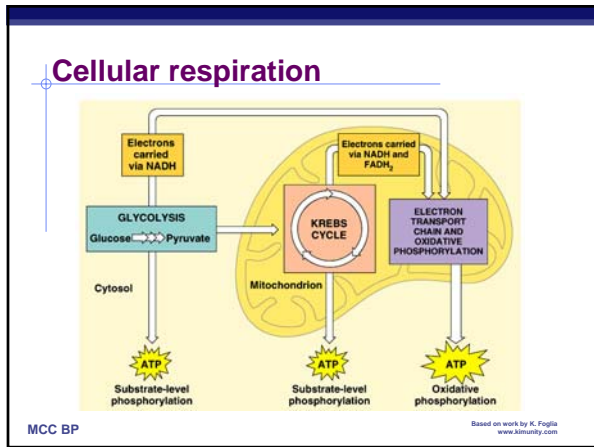 Cellular respiration
Electrons
carried
via NADH
Electrons carried
via NADH and
FADH₂
GLYCOLYSIS
Glucose Pyruvate
KREBS
CYCLE
ELECTRON
TRANSPORT
CHAIN AND
OXIDATIVE
PHOSPHORYLATION
Cytosol
Mitochondrion
ATP
ATP
ATP
Substrate-level
phosphorylation
Substrate-level
phosphorylation
Oxidative
phosphorylation
MCC BP
Based on work by K. Foglia
www.kimunity.com